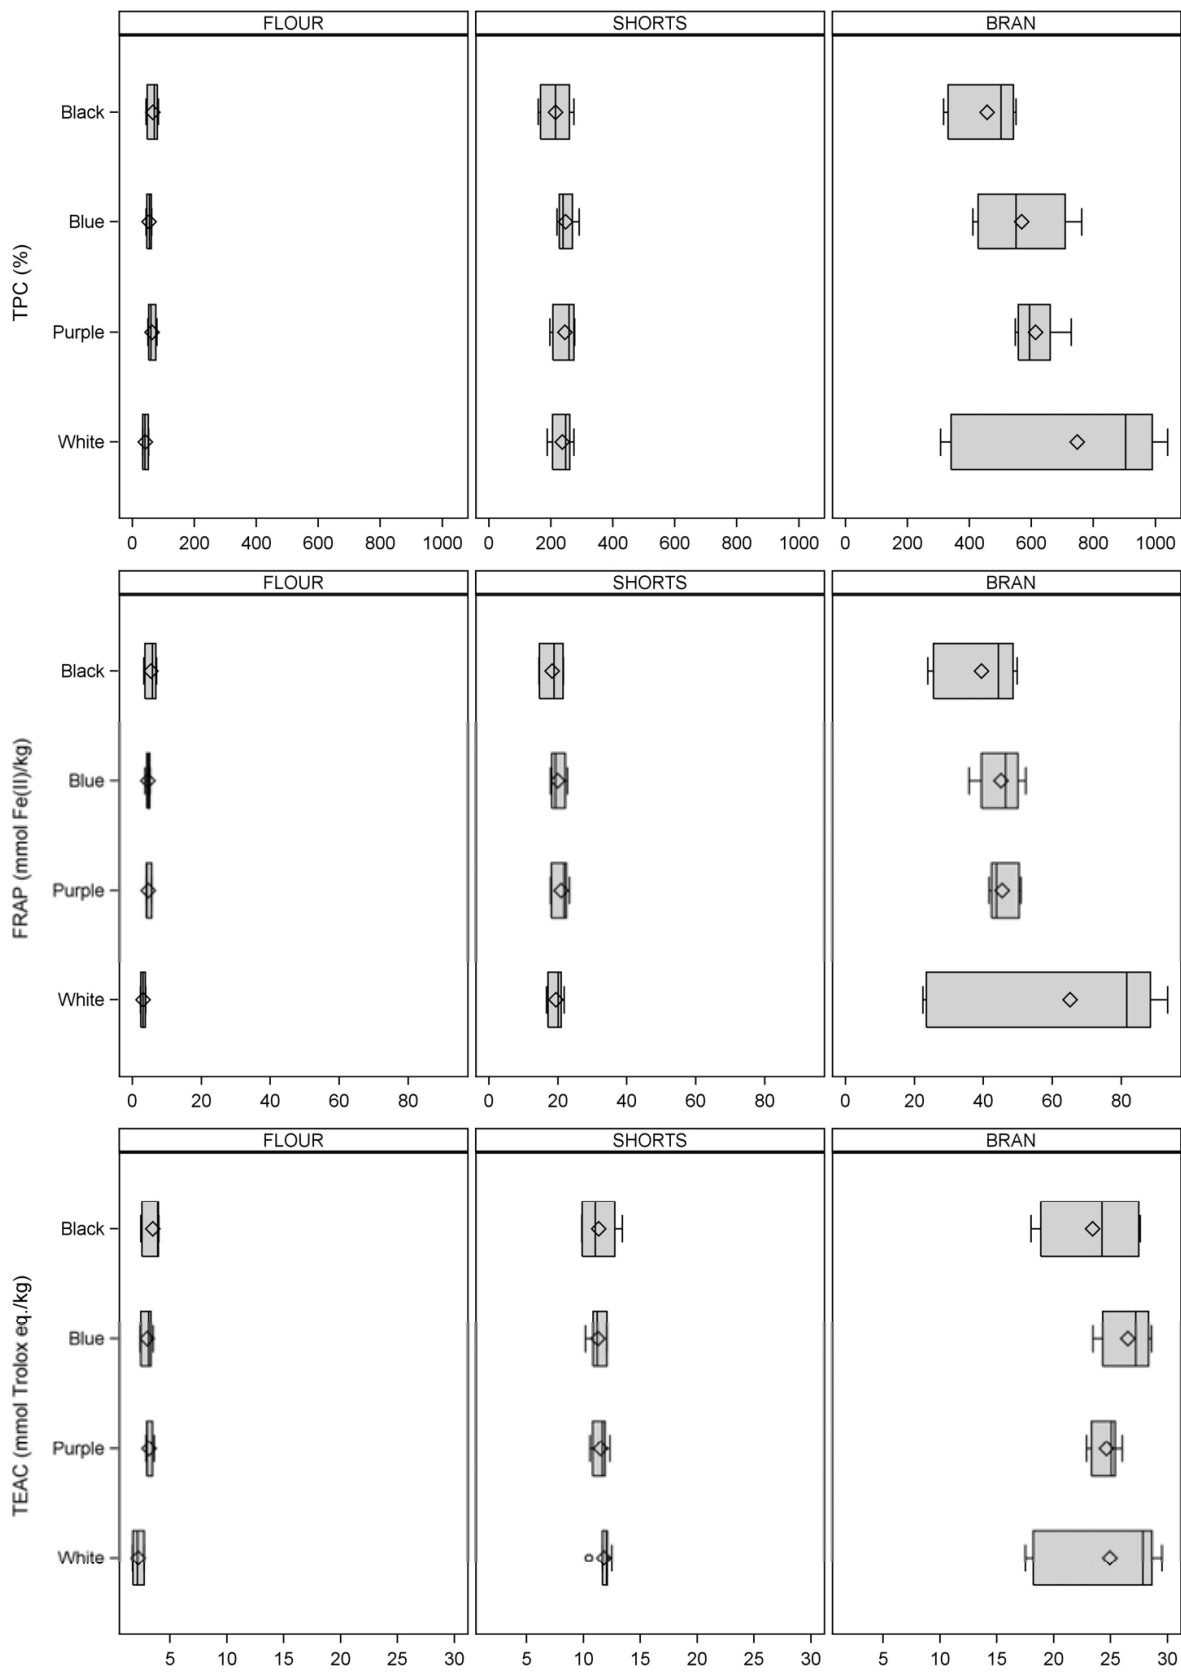 FLOUR SHORTS BRAN
TPC (%)
Black
Blue
Purple
White
0 200 400 600 800 1000 0 200 400 600 800 1000 0 200 400 600 800 1000
FLOUR SHORTS BRAN
FRAP (mmol Fe(II)/kg)
Black
Blue
Purple
White
0 20 40 60 80 0 20 40 60 80 0 20 40 60 80
FLOUR SHORTS BRAN
TEAC (mmol Trolox eq./kg)
Black
Blue
Purple
White
5 10 15 20 25 30 5 10 15 20 25 30 5 10 15 20 25 30